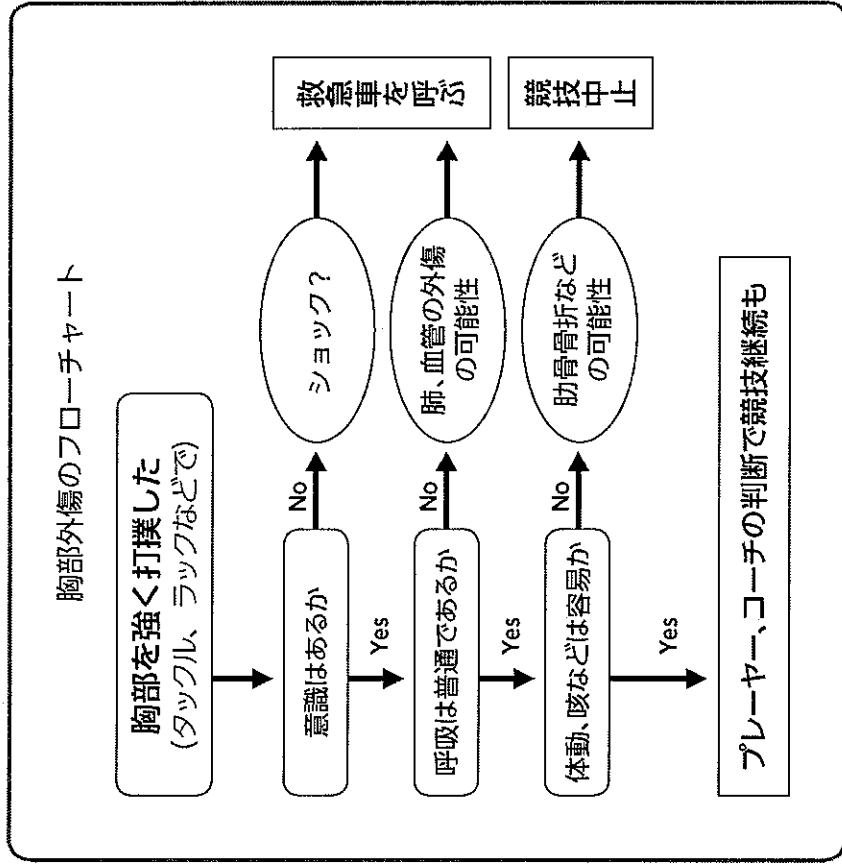 胸部外傷のフローチャート
胸部を強く打撲した
(タックル、ラックなどで)
意識はあるか
No
ショック?
救急車を呼ぶ
Yes
呼吸は普通であるか
No
肺、血管の外傷
の可能性
Yes
体動、咳などは容易か
No
肋骨骨折など
の可能性
競技中止
Yes
プレーヤー、コーチの判断で競技継続も